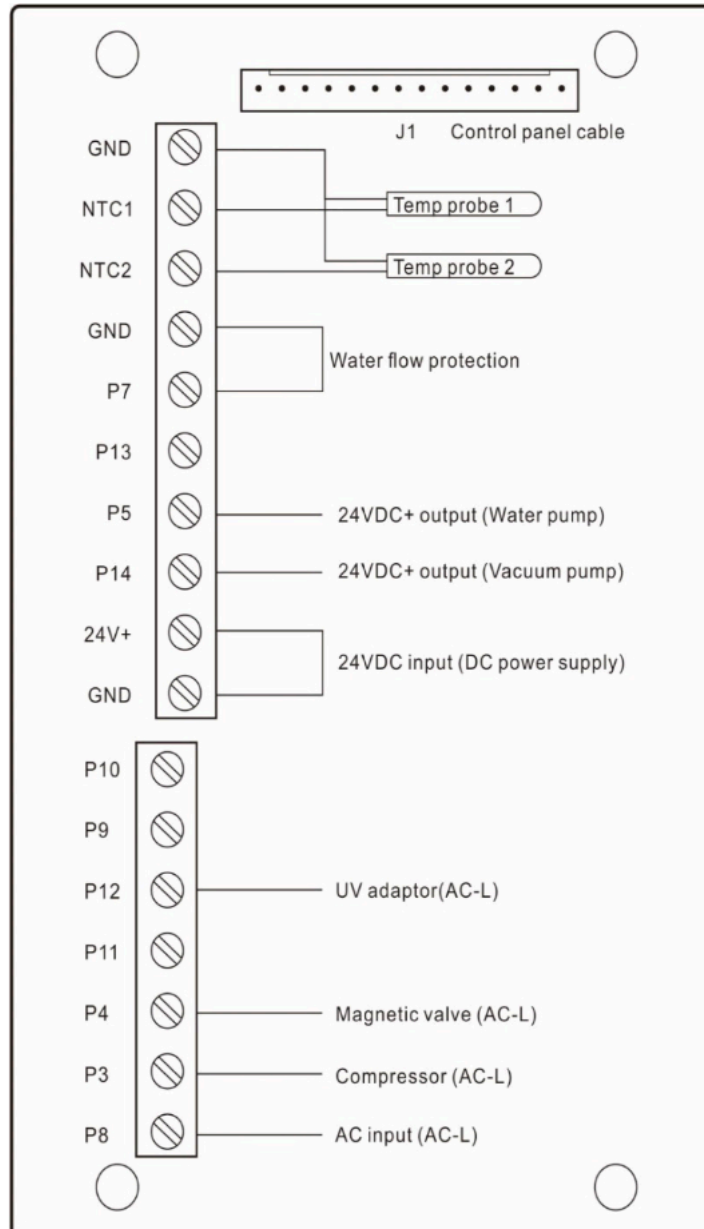 J1 Control panel cable
GND
NTC1 Temp probe 1
NTC2 Temp probe 2
GND
Water flow protection
P7
P13
P5 24VDC+ output (Water pump)
P14 24VDC+ output (Vacuum pump)
24V+
24VDC input (DC power supply)
GND
P10
P9
P12 UV adaptor(AC-L)
P11
P4 Magnetic valve (AC-L)
P3 Compressor (AC-L)
P8 AC input (AC-L)